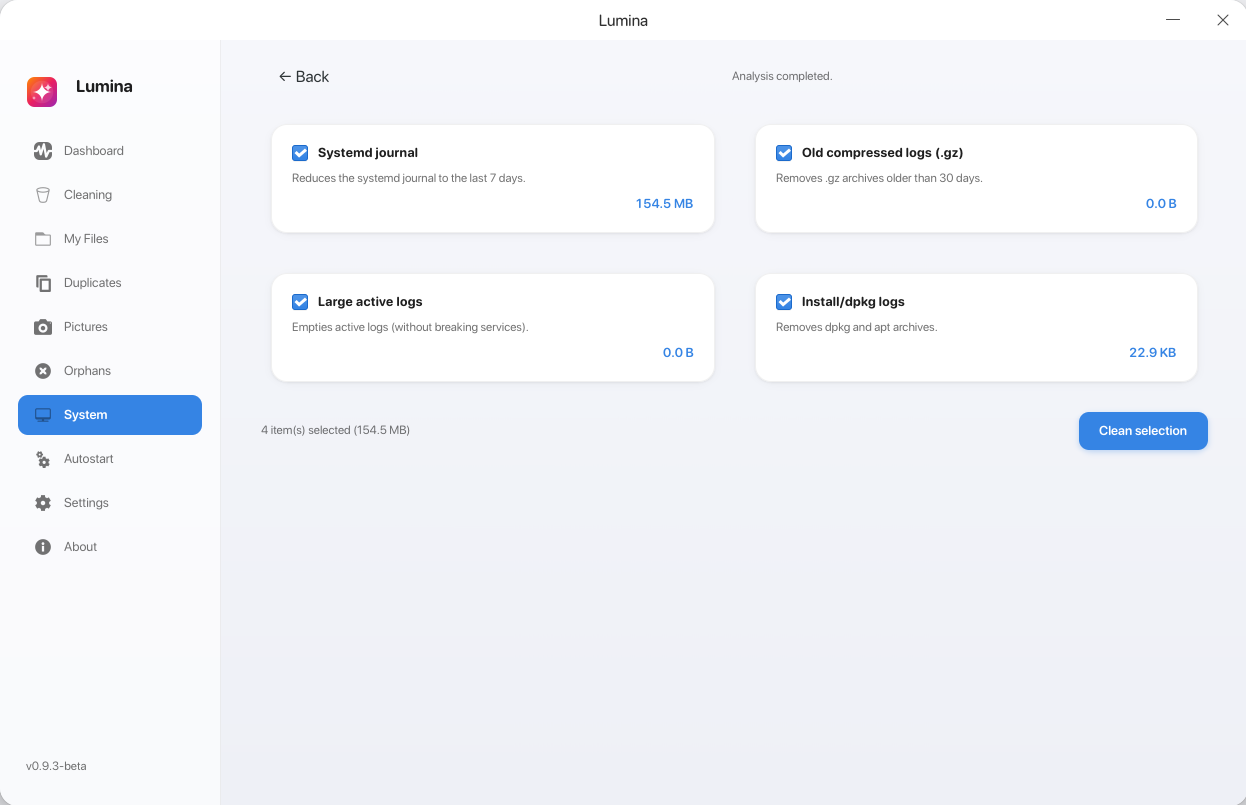 Lumina
Lumina
Dashboard
Cleaning
My Files
Duplicates
Pictures
Orphans
System
Autostart
Settings
About
v0.9.3-beta
← Back
Analysis completed.
Systemd journal
Reduces the systemd journal to the last 7 days.
154.5 MB
Old compressed logs (.gz)
Removes .gz archives older than 30 days.
0.0 B
Large active logs
Empties active logs (without breaking services).
0.0 B
Install/dpkg logs
Removes dpkg and apt archives.
22.9 KB
4 item(s) selected (154.5 MB)
Clean selection